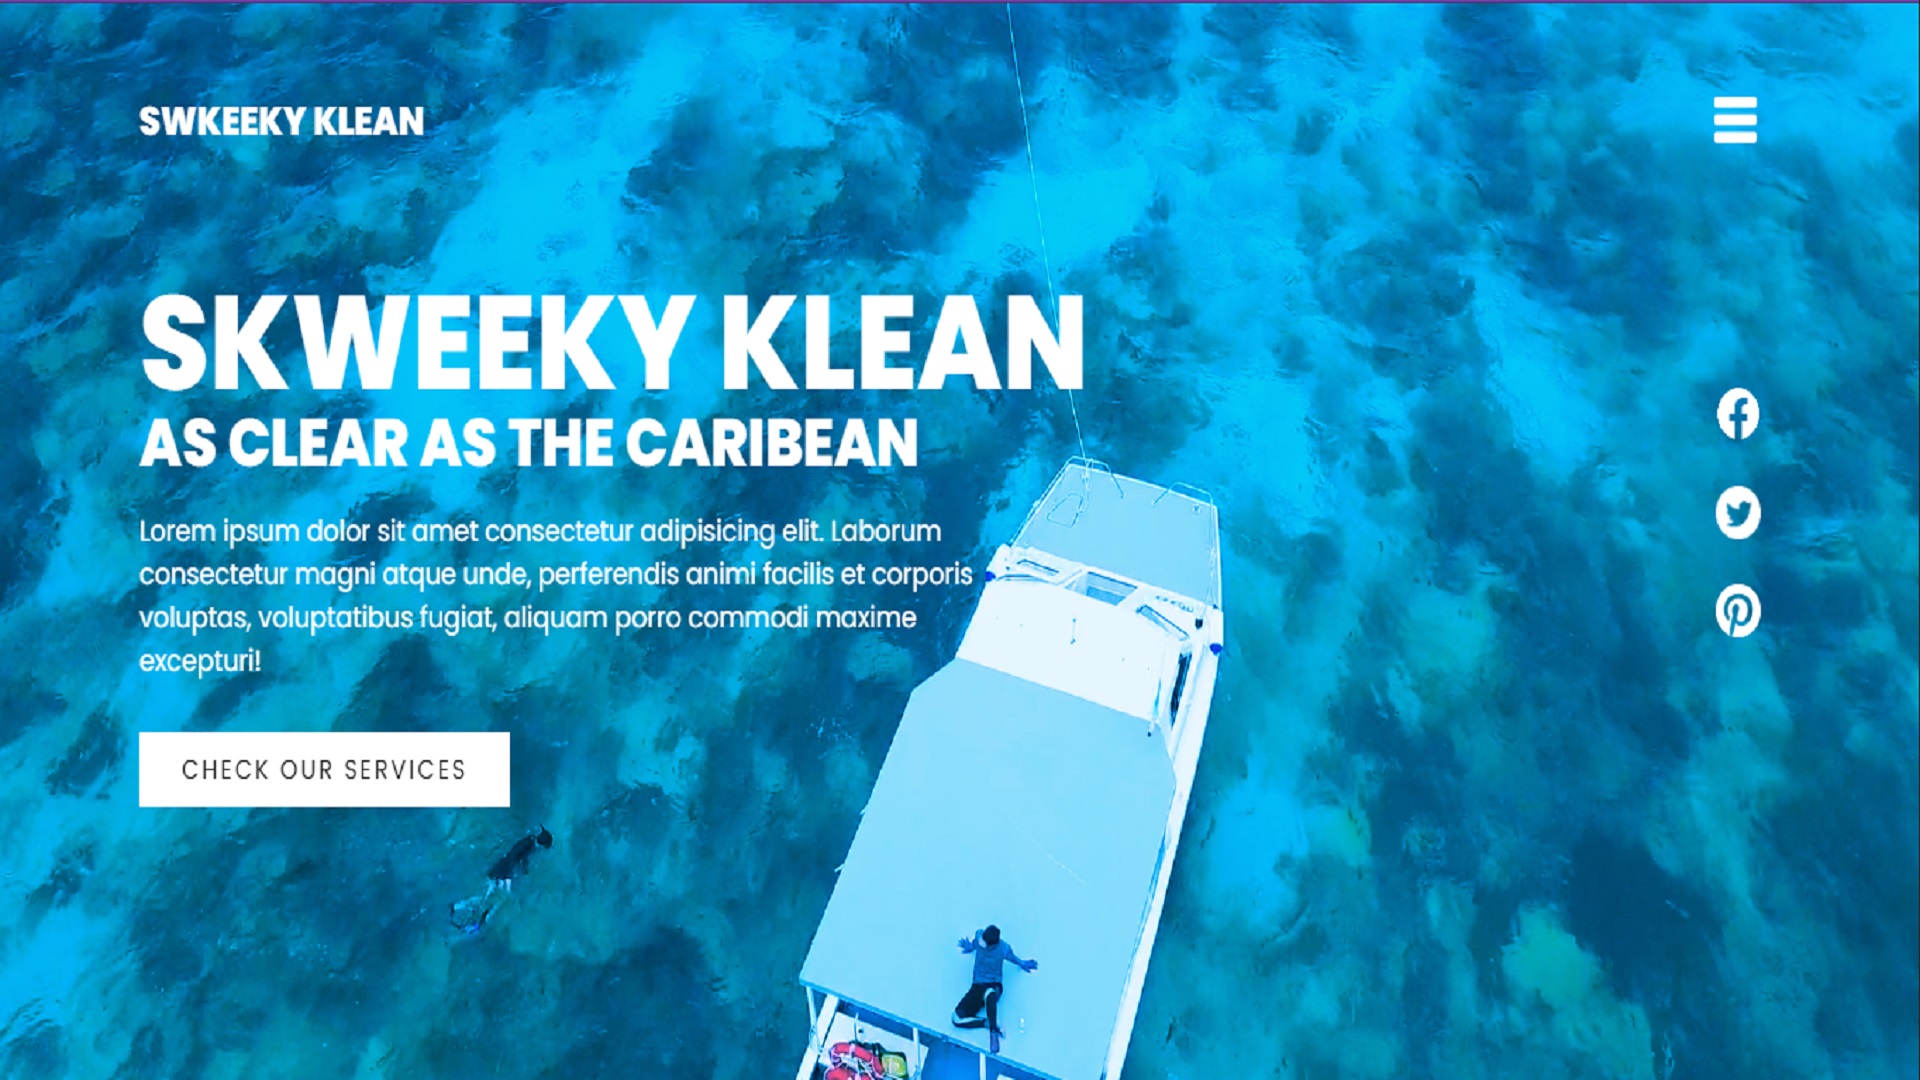 SWKEEKY KLEAN
SKWEEKY KLEAN
AS CLEAR AS THE CARIBEAN
Lorem ipsum dolor sit amet consectetur adipisicing elit. Laborum
consectetur magni atque unde, perferendis animi facilis et corporis
voluptas, voluptatibus fugiat, aliquam porro commodi maxime
excepturi!
CHECK OUR SERVICES